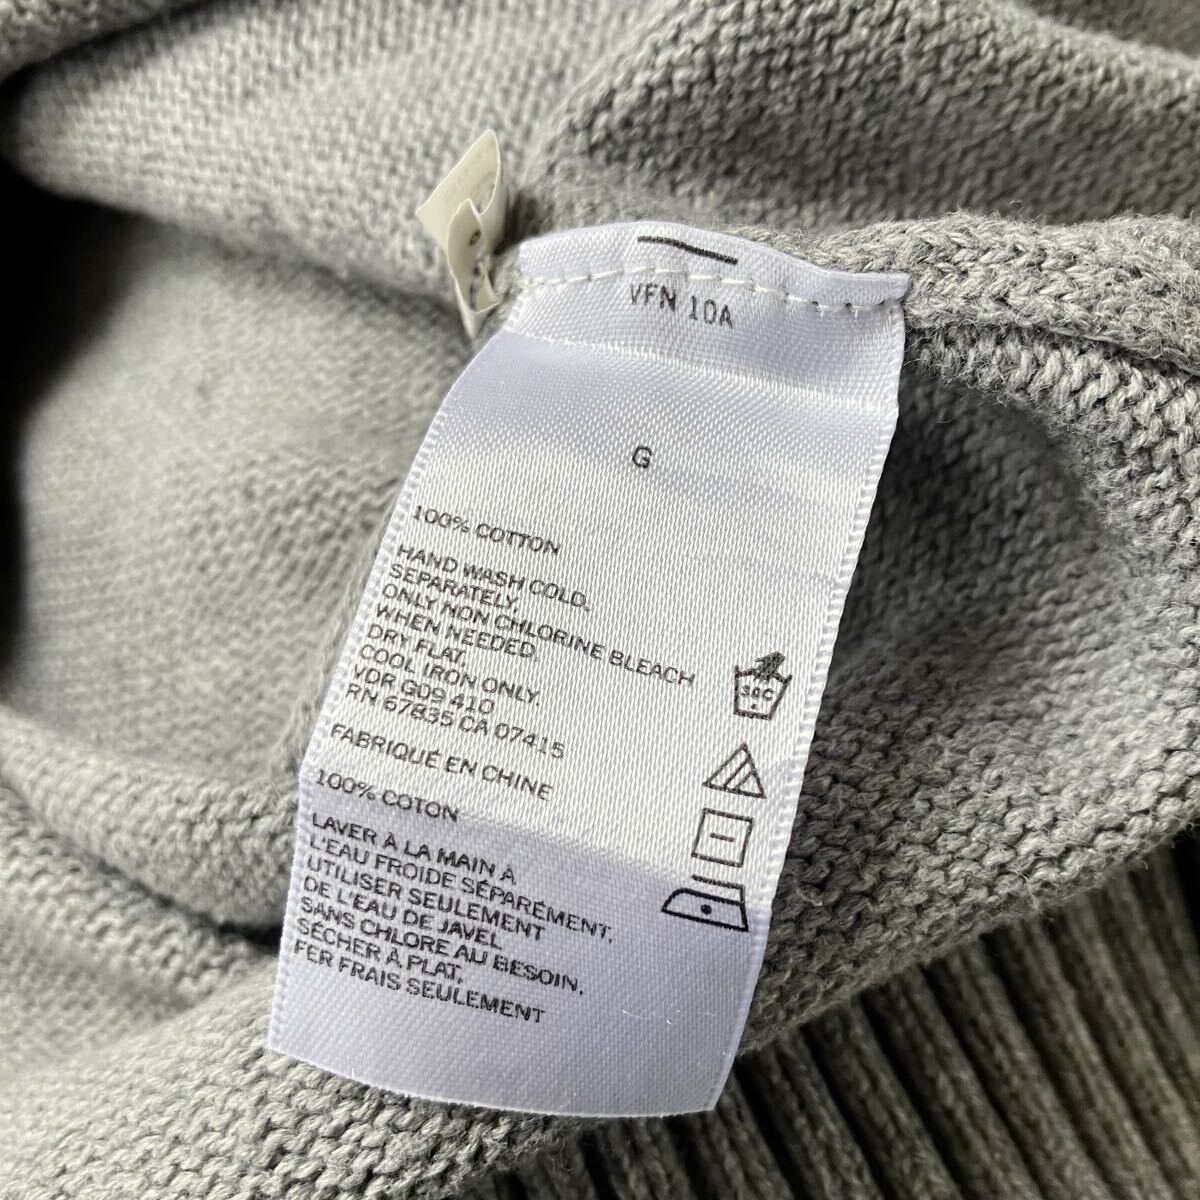 VFN 10A
G
100% COTTON
HAND WASH COLD,
SEPARATELY,
ONLY NON CHLORINE BLEACH
WHEN NEEDED.
DRY FLAT,
COOL IRON ONLY.
VDR G09 410
RN 67835 CA 07415
FABRIQUÉ EN CHINE
100% COTON
LAVER À LA MAIN À
L'EAU FROIDE SÉPARÉMENT,
UTILISER SEULEMENT
DE L'EAU DE JAVEL
SANS CHLORE AU BESOIN,
SÉCHER À PLAT,
FER FRAIS SEULEMENT
30C